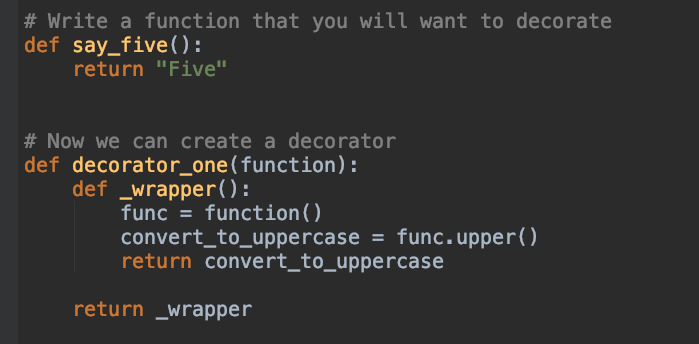 # Write a function that you will want to decorate
def say_five():
    return "Five"
# Now we can create a decorator
def decorator_one(function):
    def _wrapper():
        func = function()
        convert_to_uppercase = func.upper()
        return convert_to_uppercase
    return _wrapper